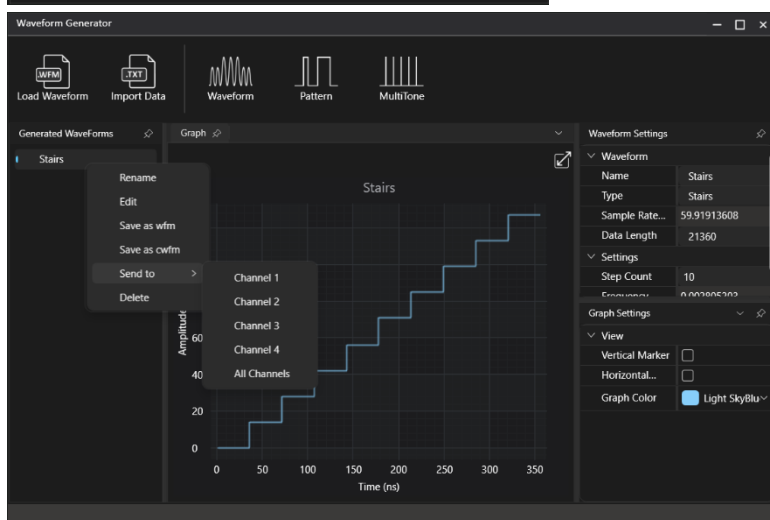 Waveform Generator
.WFM
.TXT
Load Waveform
Import Data
Waveform
Pattern
MultiTone
Generated WaveForms
Stairs
Rename
Edit
Save as wfm
Save as cwfm
Send to >
Delete
Channel 1
Channel 2
Channel 3
Channel 4
All Channels
Graph
Stairs
Amplitude
60
40
20
0
0 50 100 150 200 250 300 350
Time (ns)
Waveform Settings
Waveform
Name Stairs
Type Stairs
Sample Rate... 59.91913608
Data Length 21360
Settings
Step Count 10
Frequency 0.002805203
Graph Settings
View
Vertical Marker
Horizontal...
Graph Color Light SkyBlu